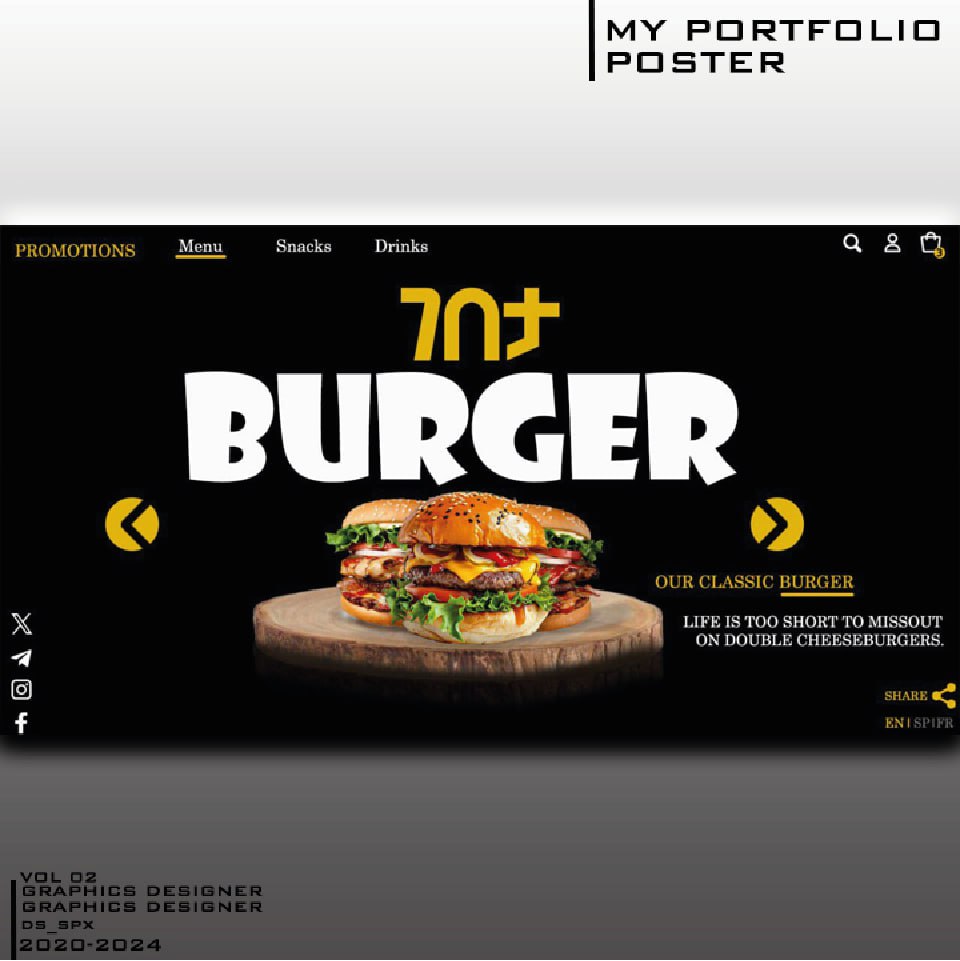 MY PORTFOLIO
POSTER
PROMOTIONS Menu Snacks Drinks
3
ገበታ
BURGER
OUR CLASSIC BURGER
LIFE IS TOO SHORT TO MISSOUT
ON DOUBLE CHEESEBURGERS.
SHARE
EN|SP|FR
VOL 02
GRAPHICS DESIGNER
GRAPHICS DESIGNER
DS_SPX
2020-2024